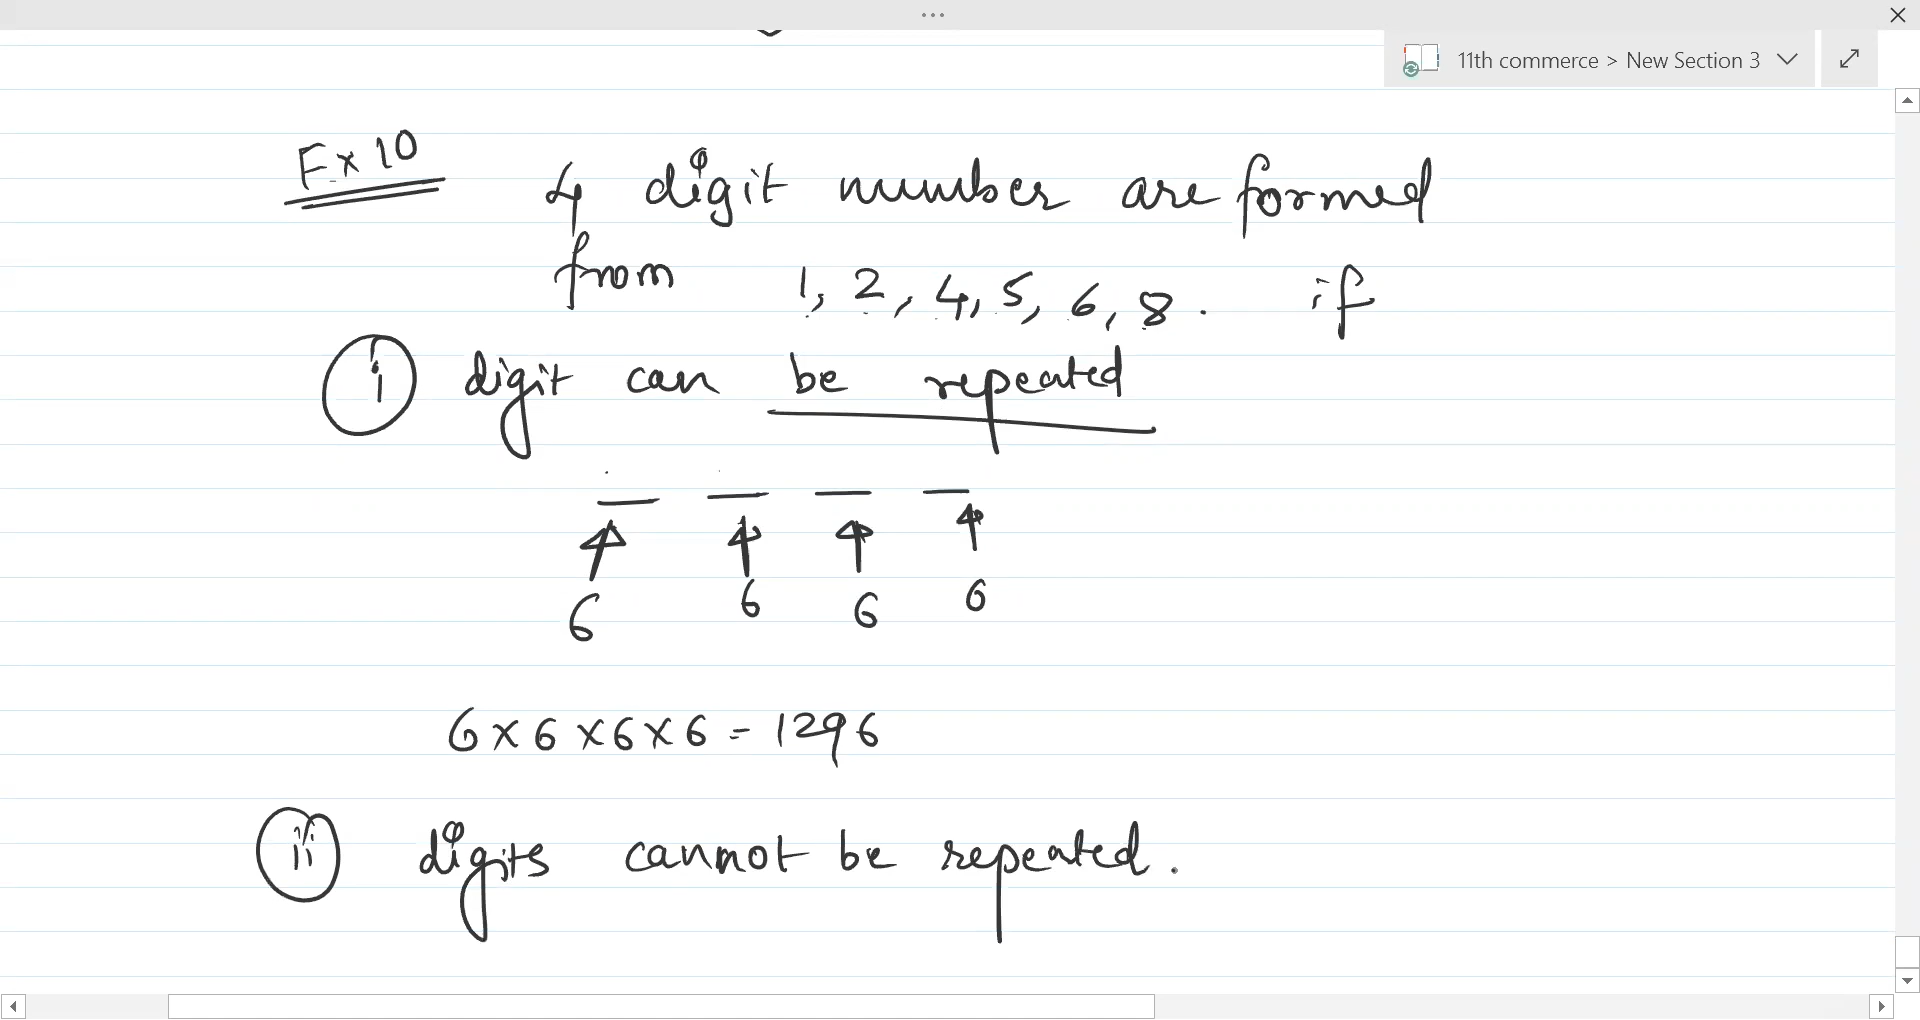 11th commerce > New Section 3
Ex 10
4 digit number are formed
from 1, 2, 4, 5, 6, 8. if
i digit can be repeated
6 6 6 6
6 x 6 x 6 x 6 = 1296
ii digits cannot be repeated.